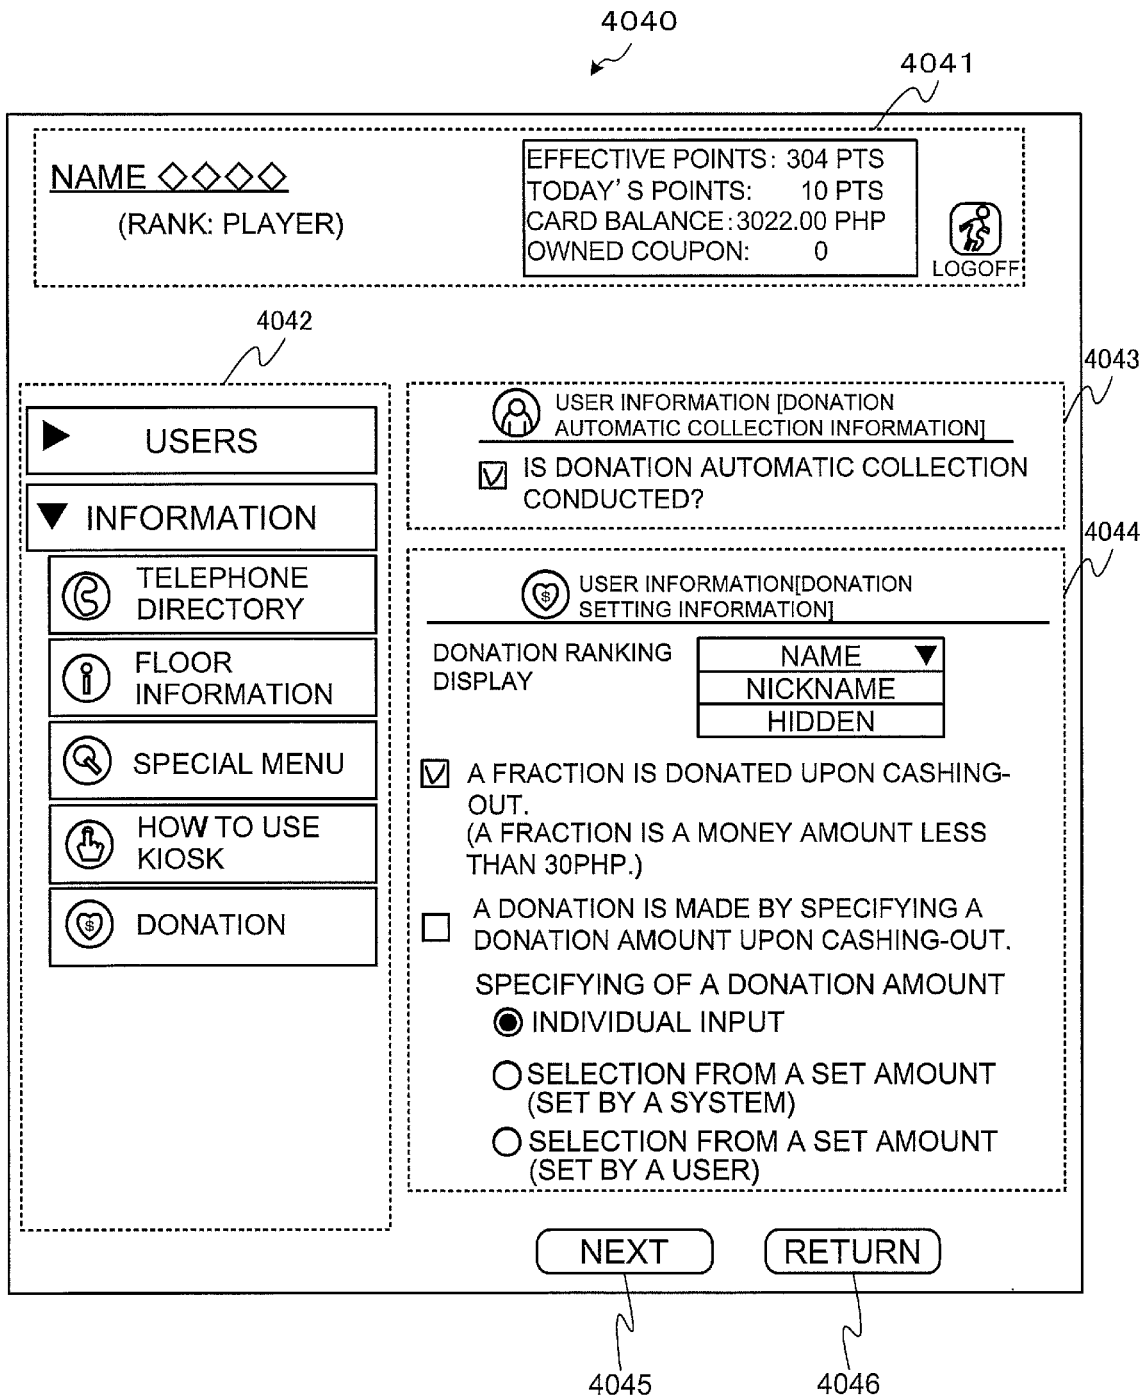 4040
4041
NAME ◇◇◇◇
(RANK: PLAYER)
EFFECTIVE POINTS: 304 PTS
TODAY'S POINTS: 10 PTS
CARD BALANCE:3022.00 PHP
OWNED COUPON: 0
LOGOFF
4042
4043
USERS
INFORMATION
TELEPHONE
DIRECTORY
FLOOR
INFORMATION
SPECIAL MENU
HOW TO USE
KIOSK
DONATION
USER INFORMATION [DONATION
AUTOMATIC COLLECTION INFORMATION]
IS DONATION AUTOMATIC COLLECTION
CONDUCTED?
4044
USER INFORMATION[DONATION
SETTING INFORMATION]
DONATION RANKING
DISPLAY
NAME
NICKNAME
HIDDEN
A FRACTION IS DONATED UPON CASHING-
OUT.
(A FRACTION IS A MONEY AMOUNT LESS
THAN 30PHP.)
A DONATION IS MADE BY SPECIFYING A
DONATION AMOUNT UPON CASHING-OUT.
SPECIFYING OF A DONATION AMOUNT
INDIVIDUAL INPUT
SELECTION FROM A SET AMOUNT
(SET BY A SYSTEM)
SELECTION FROM A SET AMOUNT
(SET BY A USER)
NEXT
RETURN
4045
4046